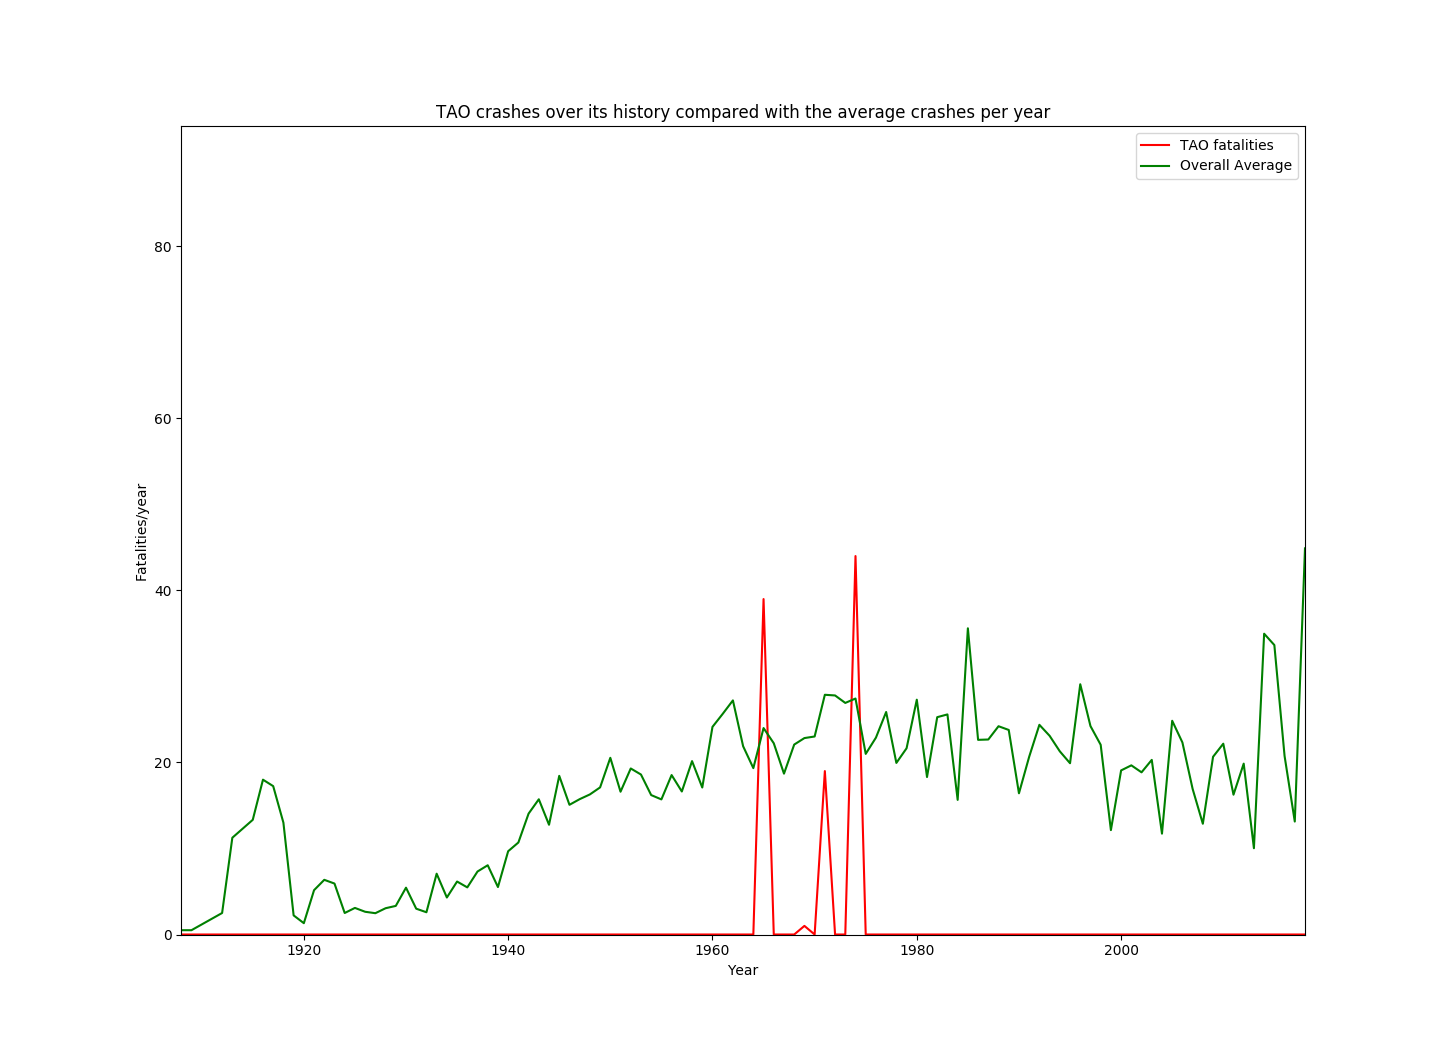 TAO crashes over its history compared with the average crashes per year
TAO fatalities
Overall Average
80
60
40
20
0
Fatalities/year
1920 1940 1960 1980 2000
Year